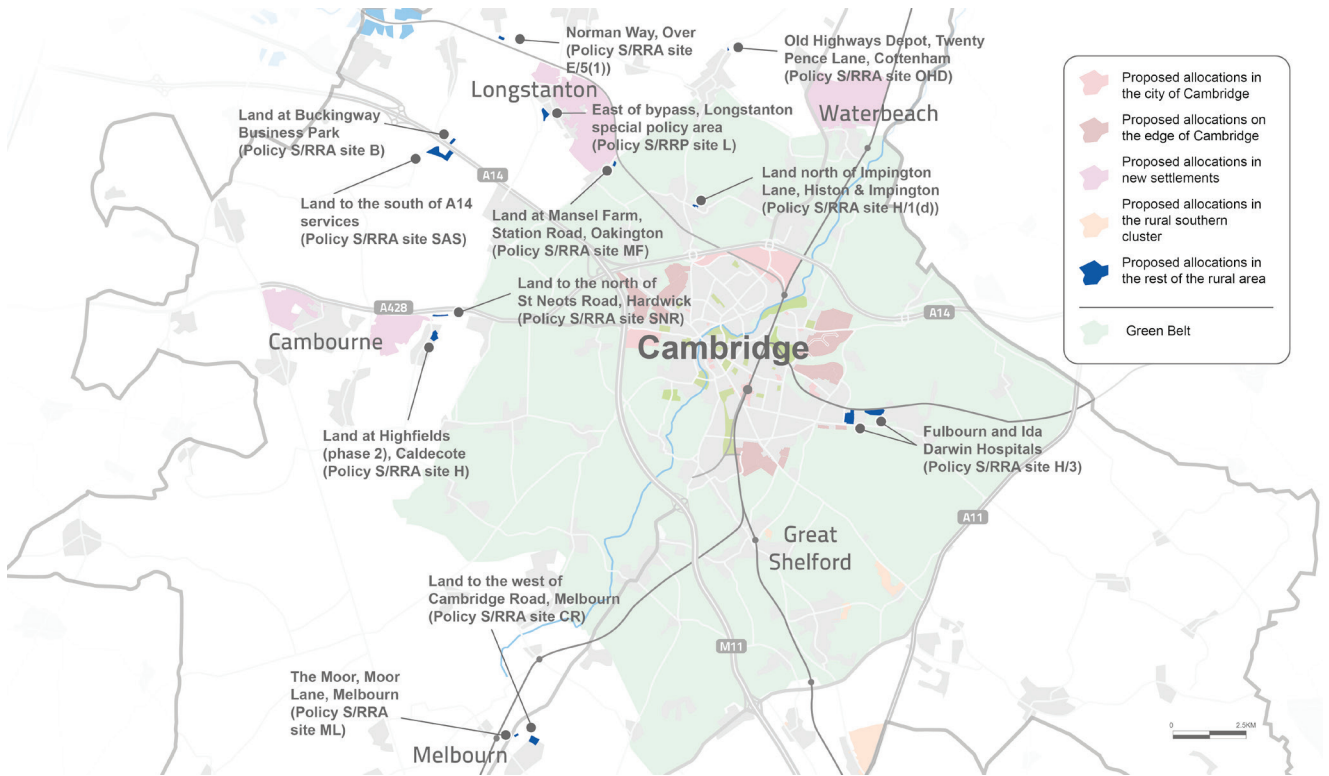 Norman Way, Over
(Policy S/RRA site
E/5(1))
Old Highways Depot, Twenty
Pence Lane, Cottenham
(Policy S/RRA site OHD)
Longstanton
Waterbeach
Land at Buckingway
Business Park
(Policy S/RRA site B)
East of bypass, Longstanton
special policy area
(Policy S/RRP site L)
A14
Land to the south of A14
services
(Policy S/RRA site SAS)
Land at Mansel Farm,
Station Road, Oakington
(Policy S/RRA site MF)
Land north of Impington
Lane, Histon & Impington
(Policy S/RRA site H/1(d))
Land to the north of
St Neots Road, Hardwick
(Policy S/RRA site SNR)
A428
A14
Cambourne
Cambridge
Land at Highfields
(phase 2), Caldecote
(Policy S/RRA site H)
Fulbourn and Ida
Darwin Hospitals
(Policy S/RRA site H/3)
A11
Great
Shelford
Land to the west of
Cambridge Road, Melbourn
(Policy S/RRA site CR)
M11
The Moor, Moor
Lane, Melbourn
(Policy S/RRA
site ML)
Melbourn
Proposed allocations in
the city of Cambridge
Proposed allocations on
the edge of Cambridge
Proposed allocations in
new settlements
Proposed allocations in
the rural southern
cluster
Proposed allocations in
the rest of the rural area
Green Belt
0 2.5KM